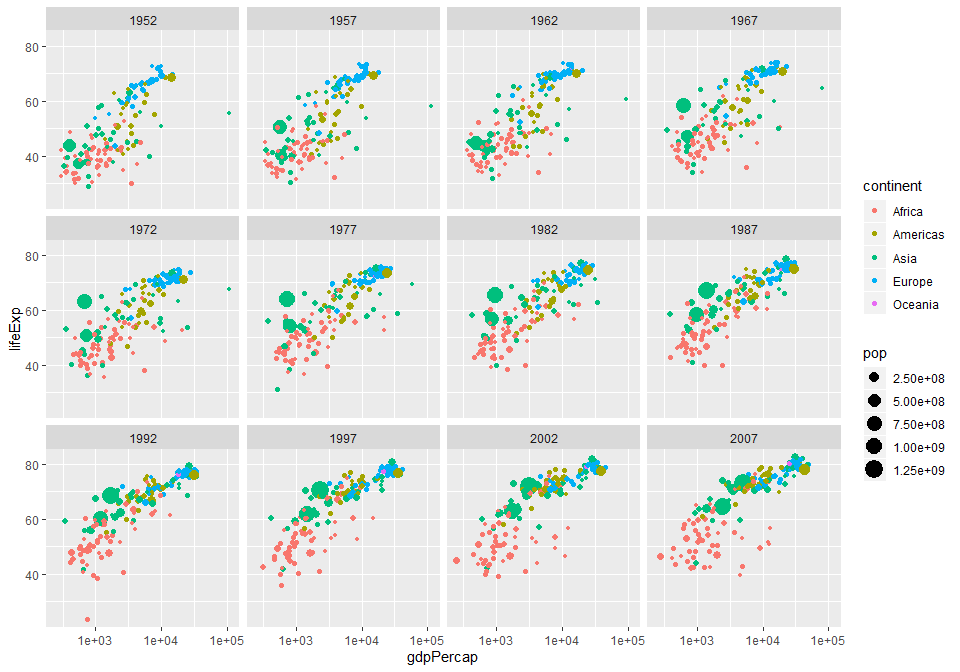 1952 1957 1962 1967
80
60
40
1972 1977 1982 1987
80
60
40
1992 1997 2002 2007
80
60
40
1e+03 1e+04 1e+05 1e+03 1e+04 1e+05 1e+03 1e+04 1e+05 1e+03 1e+04 1e+05
gdpPercap
lifeExp
continent
Africa
Americas
Asia
Europe
Oceania
pop
2.50e+08
5.00e+08
7.50e+08
1.00e+09
1.25e+09